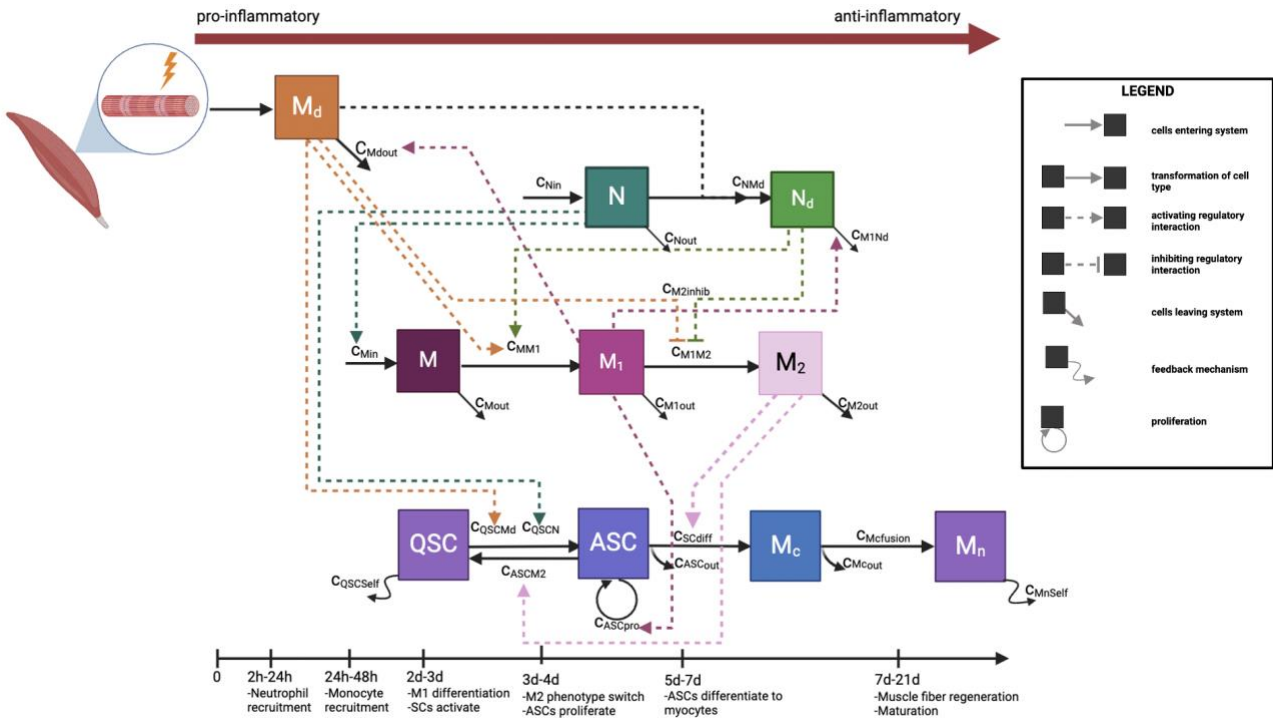 pro-inflammatory
anti-inflammatory
LEGEND
cells entering system
transformation of cell
type
activating regulatory
interaction
inhibiting regulatory
interaction
cells leaving system
feedback mechanism
proliferation
Md
CMdout
CNin
N
CNMd
Nd
CNout
CM1Nd
CM2inhib
CMin
M
CMM1
M1
CM1M2
M2
CMout
CM1out
CM2out
QSC
CQSCMd
CQSCN
ASC
CSCdiff
Mc
CMcfusion
Mn
CASCout
CMcout
CQSCSelf
CASCM2
CMnSelf
CASCpro
0
2h-24h
-Neutrophil
recruitment
24h-48h
-Monocyte
recruitment
2d-3d
-M1 differentiation
-SCs activate
3d-4d
-M2 phenotype switch
-ASCs proliferate
5d-7d
-ASCs differentiate to
myocytes
7d-21d
-Muscle fiber regeneration
-Maturation